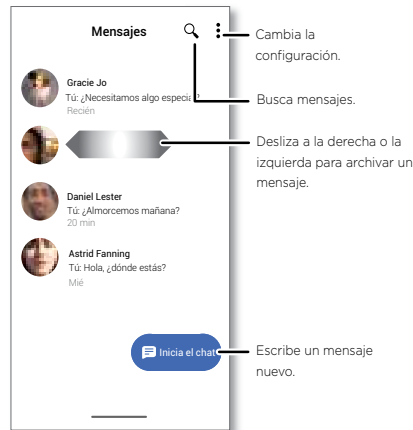 Mensajes
Cambia la
configuración.
Gracie Jo
Tú: ¿Necesitamos algo especial?
Recién
Busca mensajes.
Desliza a la derecha o la
izquierda para archivar un
mensaje.
Daniel Lester
Tú: ¿Almorcemos mañana?
20 min
Astrid Fanning
Tú: Hola, ¿dónde estás?
Mié
Inicia el chat
Escribe un mensaje
nuevo.